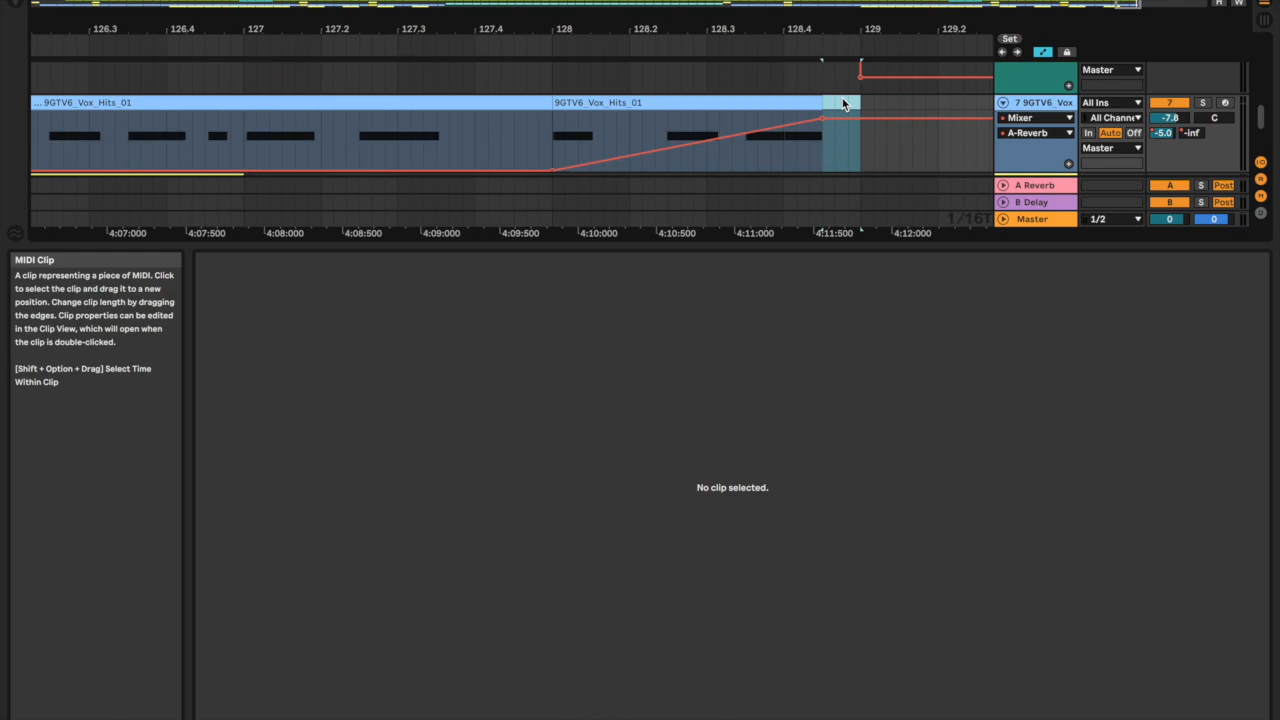 H W
126.3 126.4 127 127.2 127.3 127.4 128 128.2 128.3 128.4 129 129.2
Set
Master
... 9GTV6_Vox_Hits_01 9GTV6_Vox_Hits_01 7 9GTV6_Vox All Ins 7 S
Mixer All Channe -7.8 C
A-Reverb In Auto Off -5.0 -inf
Master
A Reverb A S Post
B Delay B S Post
1/16T Master 1/2 0 0
4:07:000 4:07:500 4:08:000 4:08:500 4:09:000 4:09:500 4:10:000 4:10:500 4:11:000 4:11:500 4:12:000
MIDI Clip
A clip representing a piece of MIDI. Click
to select the clip and drag it to a new
position. Change clip length by dragging
the edges. Clip properties can be edited
in the Clip View, which will open when
the clip is double-clicked.
[Shift + Option + Drag] Select Time
Within Clip
No clip selected.